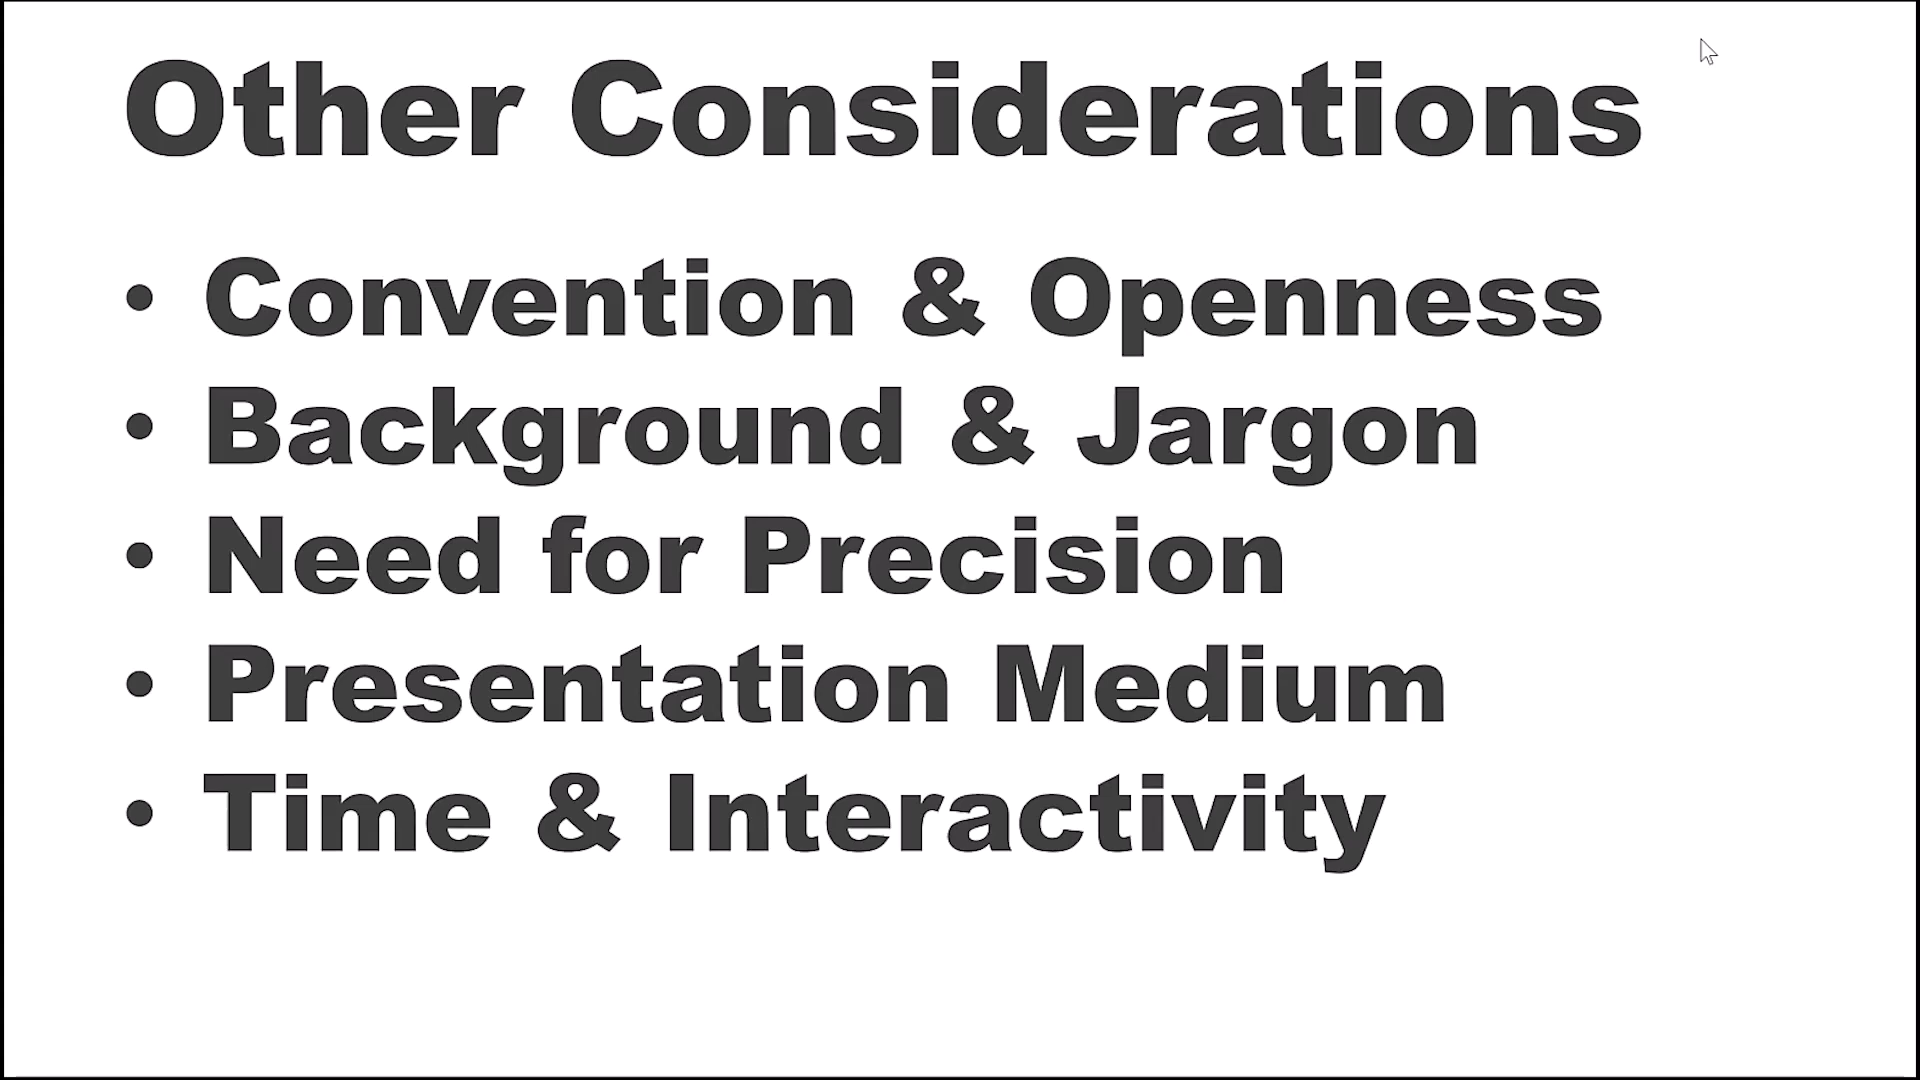 Other Considerations
• Convention & Openness
• Background & Jargon
• Need for Precision
• Presentation Medium
• Time & Interactivity